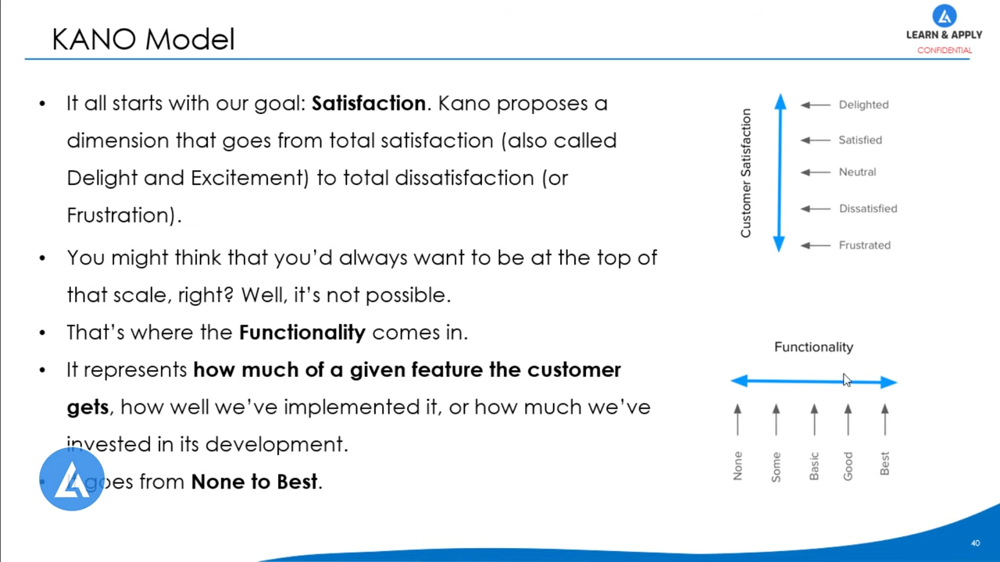 KANO Model
LEARN & APPLY
CONFIDENTIAL
• It all starts with our goal: Satisfaction. Kano proposes a
dimension that goes from total satisfaction (also called
Delight and Excitement) to total dissatisfaction (or
Frustration).
• You might think that you’d always want to be at the top of
that scale, right? Well, it’s not possible.
• That’s where the Functionality comes in.
• It represents how much of a given feature the customer
gets, how well we’ve implemented it, or how much we’ve
invested in its development.
• It goes from None to Best.
Customer Satisfaction
Delighted
Satisfied
Neutral
Dissatisfied
Frustrated
Functionality
None
Some
Basic
Good
Best
40